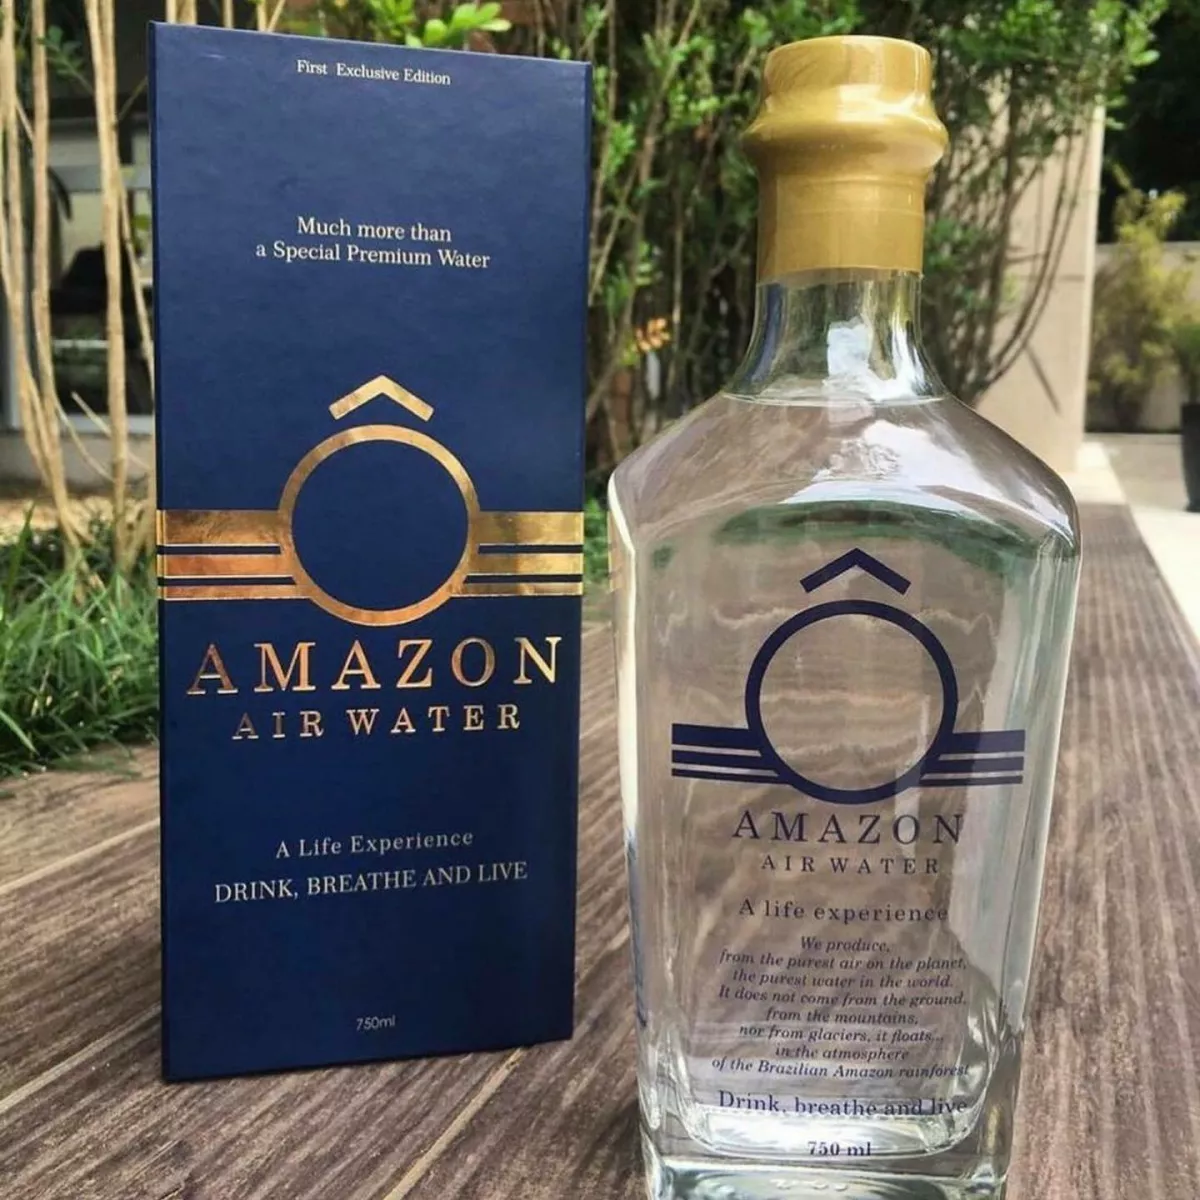 First Exclusive Edition
Much more than
a Special Premium Water
Ô
AMAZON
AIR WATER
A Life Experience
DRINK, BREATHE AND LIVE
750ml
Ô
AMAZON
AIR WATER
A life experience
We produce,
from the purest air on the planet,
the purest water in the world.
It does not come from the ground,
from the mountains,
nor from glaciers, it floats...
in the atmosphere
of the Brazilian Amazon rainforest
Drink, breathe and live
750 ml